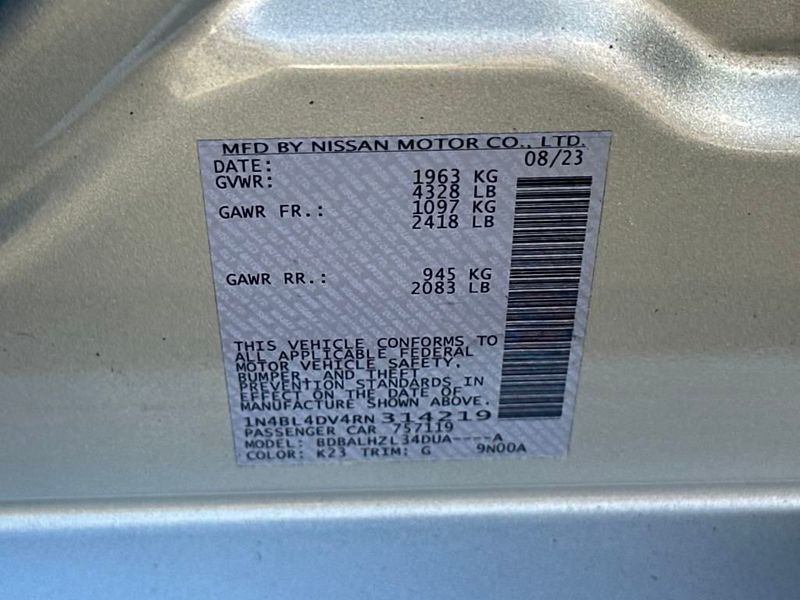 MFD BY NISSAN MOTOR CO., LTD.
DATE: 08/23
GVWR: 1963 KG
4328 LB
GAWR FR.: 1097 KG
2418 LB
GAWR RR.: 945 KG
2083 LB
THIS VEHICLE CONFORMS TO
ALL APPLICABLE FEDERAL
MOTOR VEHICLE SAFETY,
BUMPER, AND THEFT
PREVENTION STANDARDS IN
EFFECT ON THE DATE OF
MANUFACTURE SHOWN ABOVE.
1N4BL4DV4RN314219
PASSENGER CAR 757119
MODEL: BDBALHZL34DUA----A
COLOR: K23 TRIM: G 9N00A